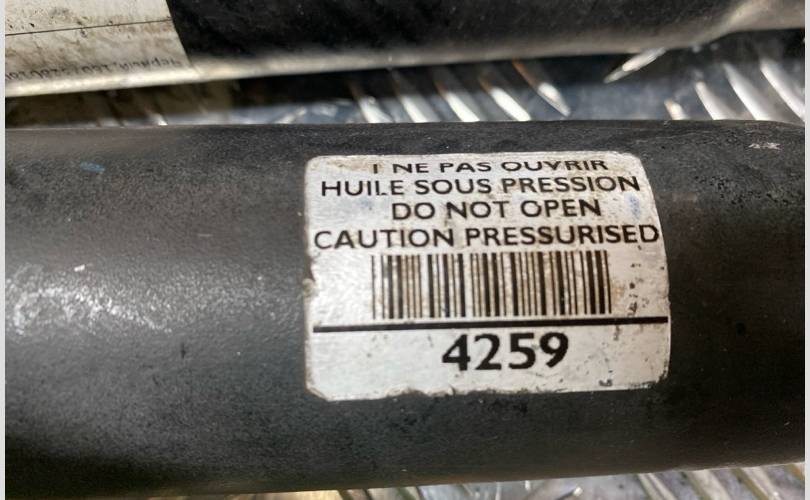 NE PAS OUVRIR
HUILE SOUS PRESSION
DO NOT OPEN
CAUTION PRESSURISED
4259